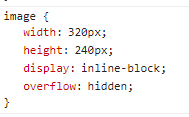 image {
width: 320px;
height: 240px;
display: inline-block;
overflow: hidden;
}